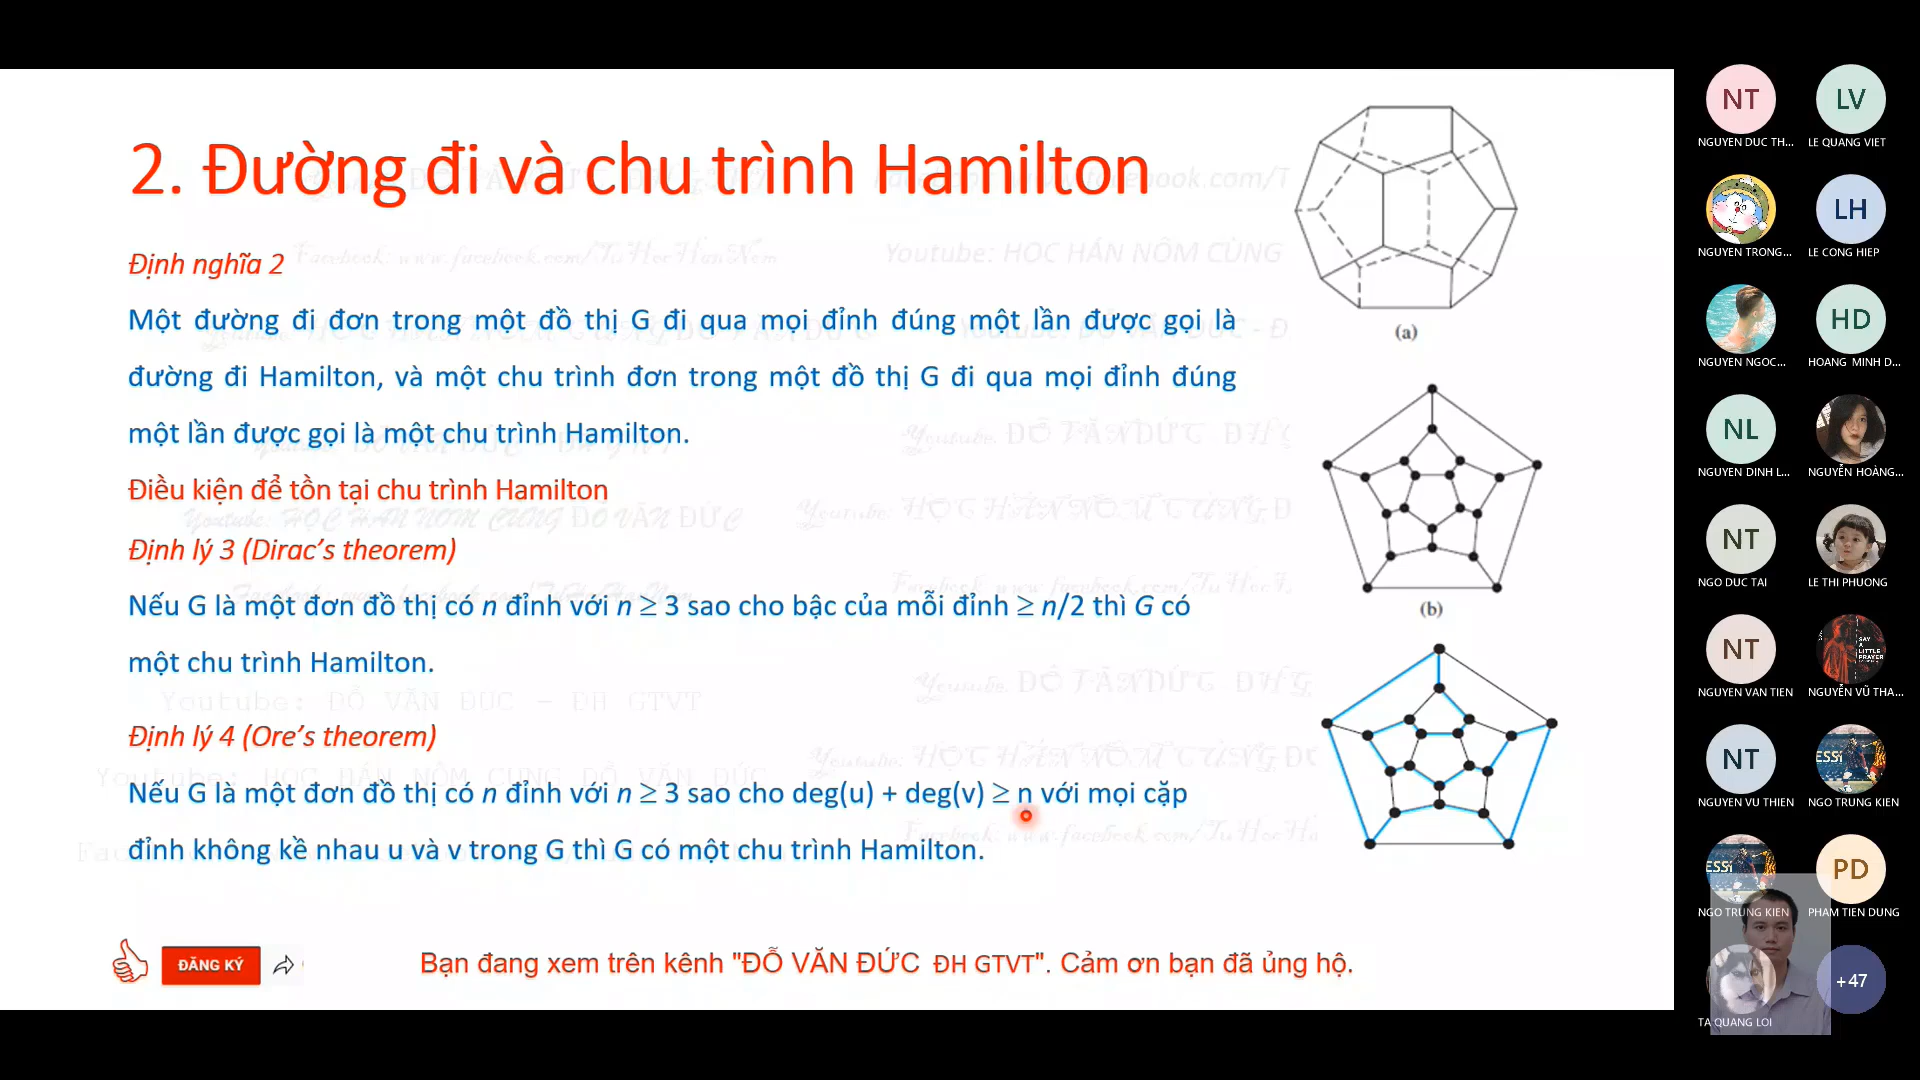 2. Đường đi và chu trình Hamilton
Định nghĩa 2
Một đường đi đơn trong một đồ thị G đi qua mọi đỉnh đúng một lần được gọi là
đường đi Hamilton, và một chu trình đơn trong một đồ thị G đi qua mọi đỉnh đúng
một lần được gọi là một chu trình Hamilton.
Điều kiện để tồn tại chu trình Hamilton
Định lý 3 (Dirac's theorem)
Nếu G là một đơn đồ thị có n đỉnh với n ≥ 3 sao cho bậc của mỗi đỉnh ≥ n/2 thì G có
một chu trình Hamilton.
Định lý 4 (Ore's theorem)
Nếu G là một đơn đồ thị có n đỉnh với n ≥ 3 sao cho deg(u) + deg(v) ≥ n với mọi cặp
đỉnh không kề nhau u và v trong G thì G có một chu trình Hamilton.
(a)
(b)
ĐĂNG KÝ
Bạn đang xem trên kênh "ĐỖ VĂN ĐỨC ĐH GTVT". Cảm ơn bạn đã ủng hộ.
NT
LV
NGUYEN DUC TH...
LE QUANG VIET
LH
NGUYEN TRONG...
LE CONG HIEP
HD
NGUYEN NGOC...
HOANG MINH D...
NL
NGUYEN DINH L...
NGUYỄN HOÀNG...
NT
NGO DUC TAI
LE THI PHUONG
NT
SAY A LITTLE PRAYER
NGUYEN VAN TIEN
NGUYỄN VŨ THA...
NT
ESSi
NGUYEN VU THIEN
NGO TRUNG KIEN
ESSi
PD
NGO TRUNG KIEN
PHAM TIEN DUNG
+47
TA QUANG LOI